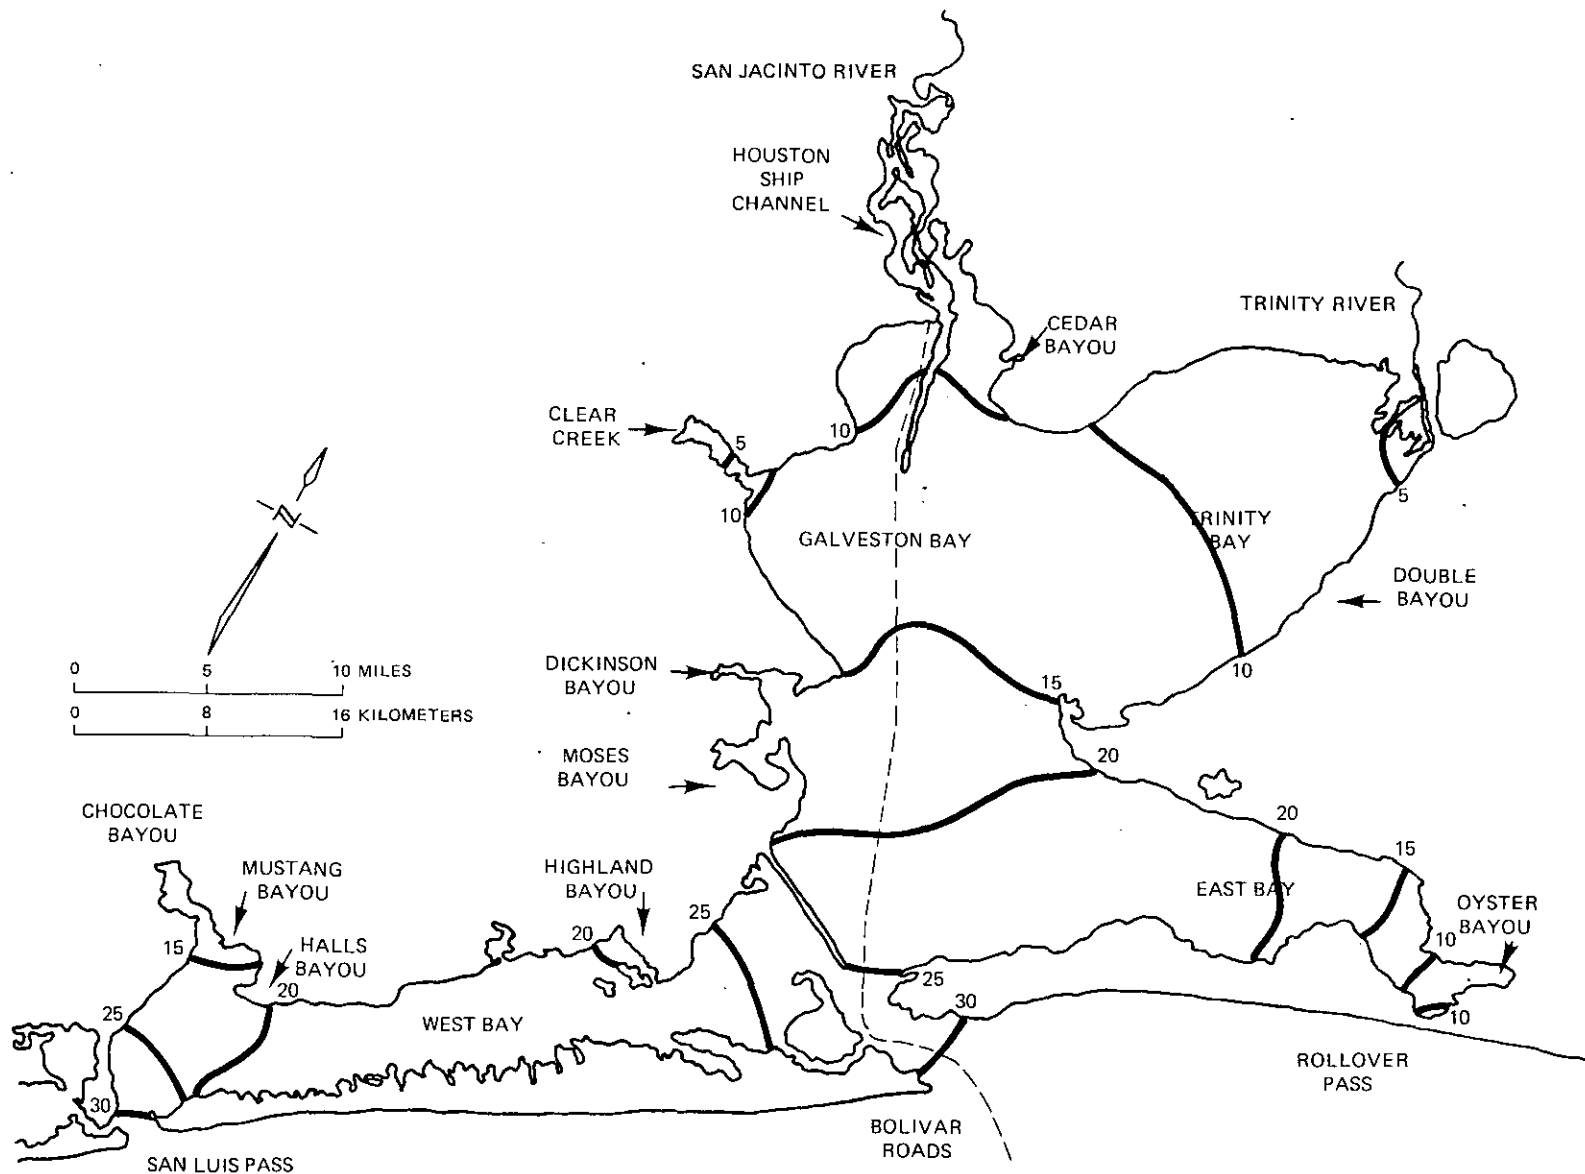 SAN JACINTO RIVER
HOUSTON
SHIP
CHANNEL
TRINITY RIVER
CEDAR
BAYOU
CLEAR
CREEK
10
5
5
10
N
GALVESTON BAY
TRINITY
BAY
DOUBLE
BAYOU
10
0 5 10 MILES
0 8 16 KILOMETERS
DICKINSON
BAYOU
15
20
MOSES
BAYOU
CHOCOLATE
BAYOU
MUSTANG
BAYOU
HIGHLAND
BAYOU
20
15
EAST BAY
OYSTER
BAYOU
25
15
HALLS
BAYOU
20
10
20
25
25
30
WEST BAY
10
30
ROLLOVER
PASS
BOLIVAR
ROADS
SAN LUIS PASS